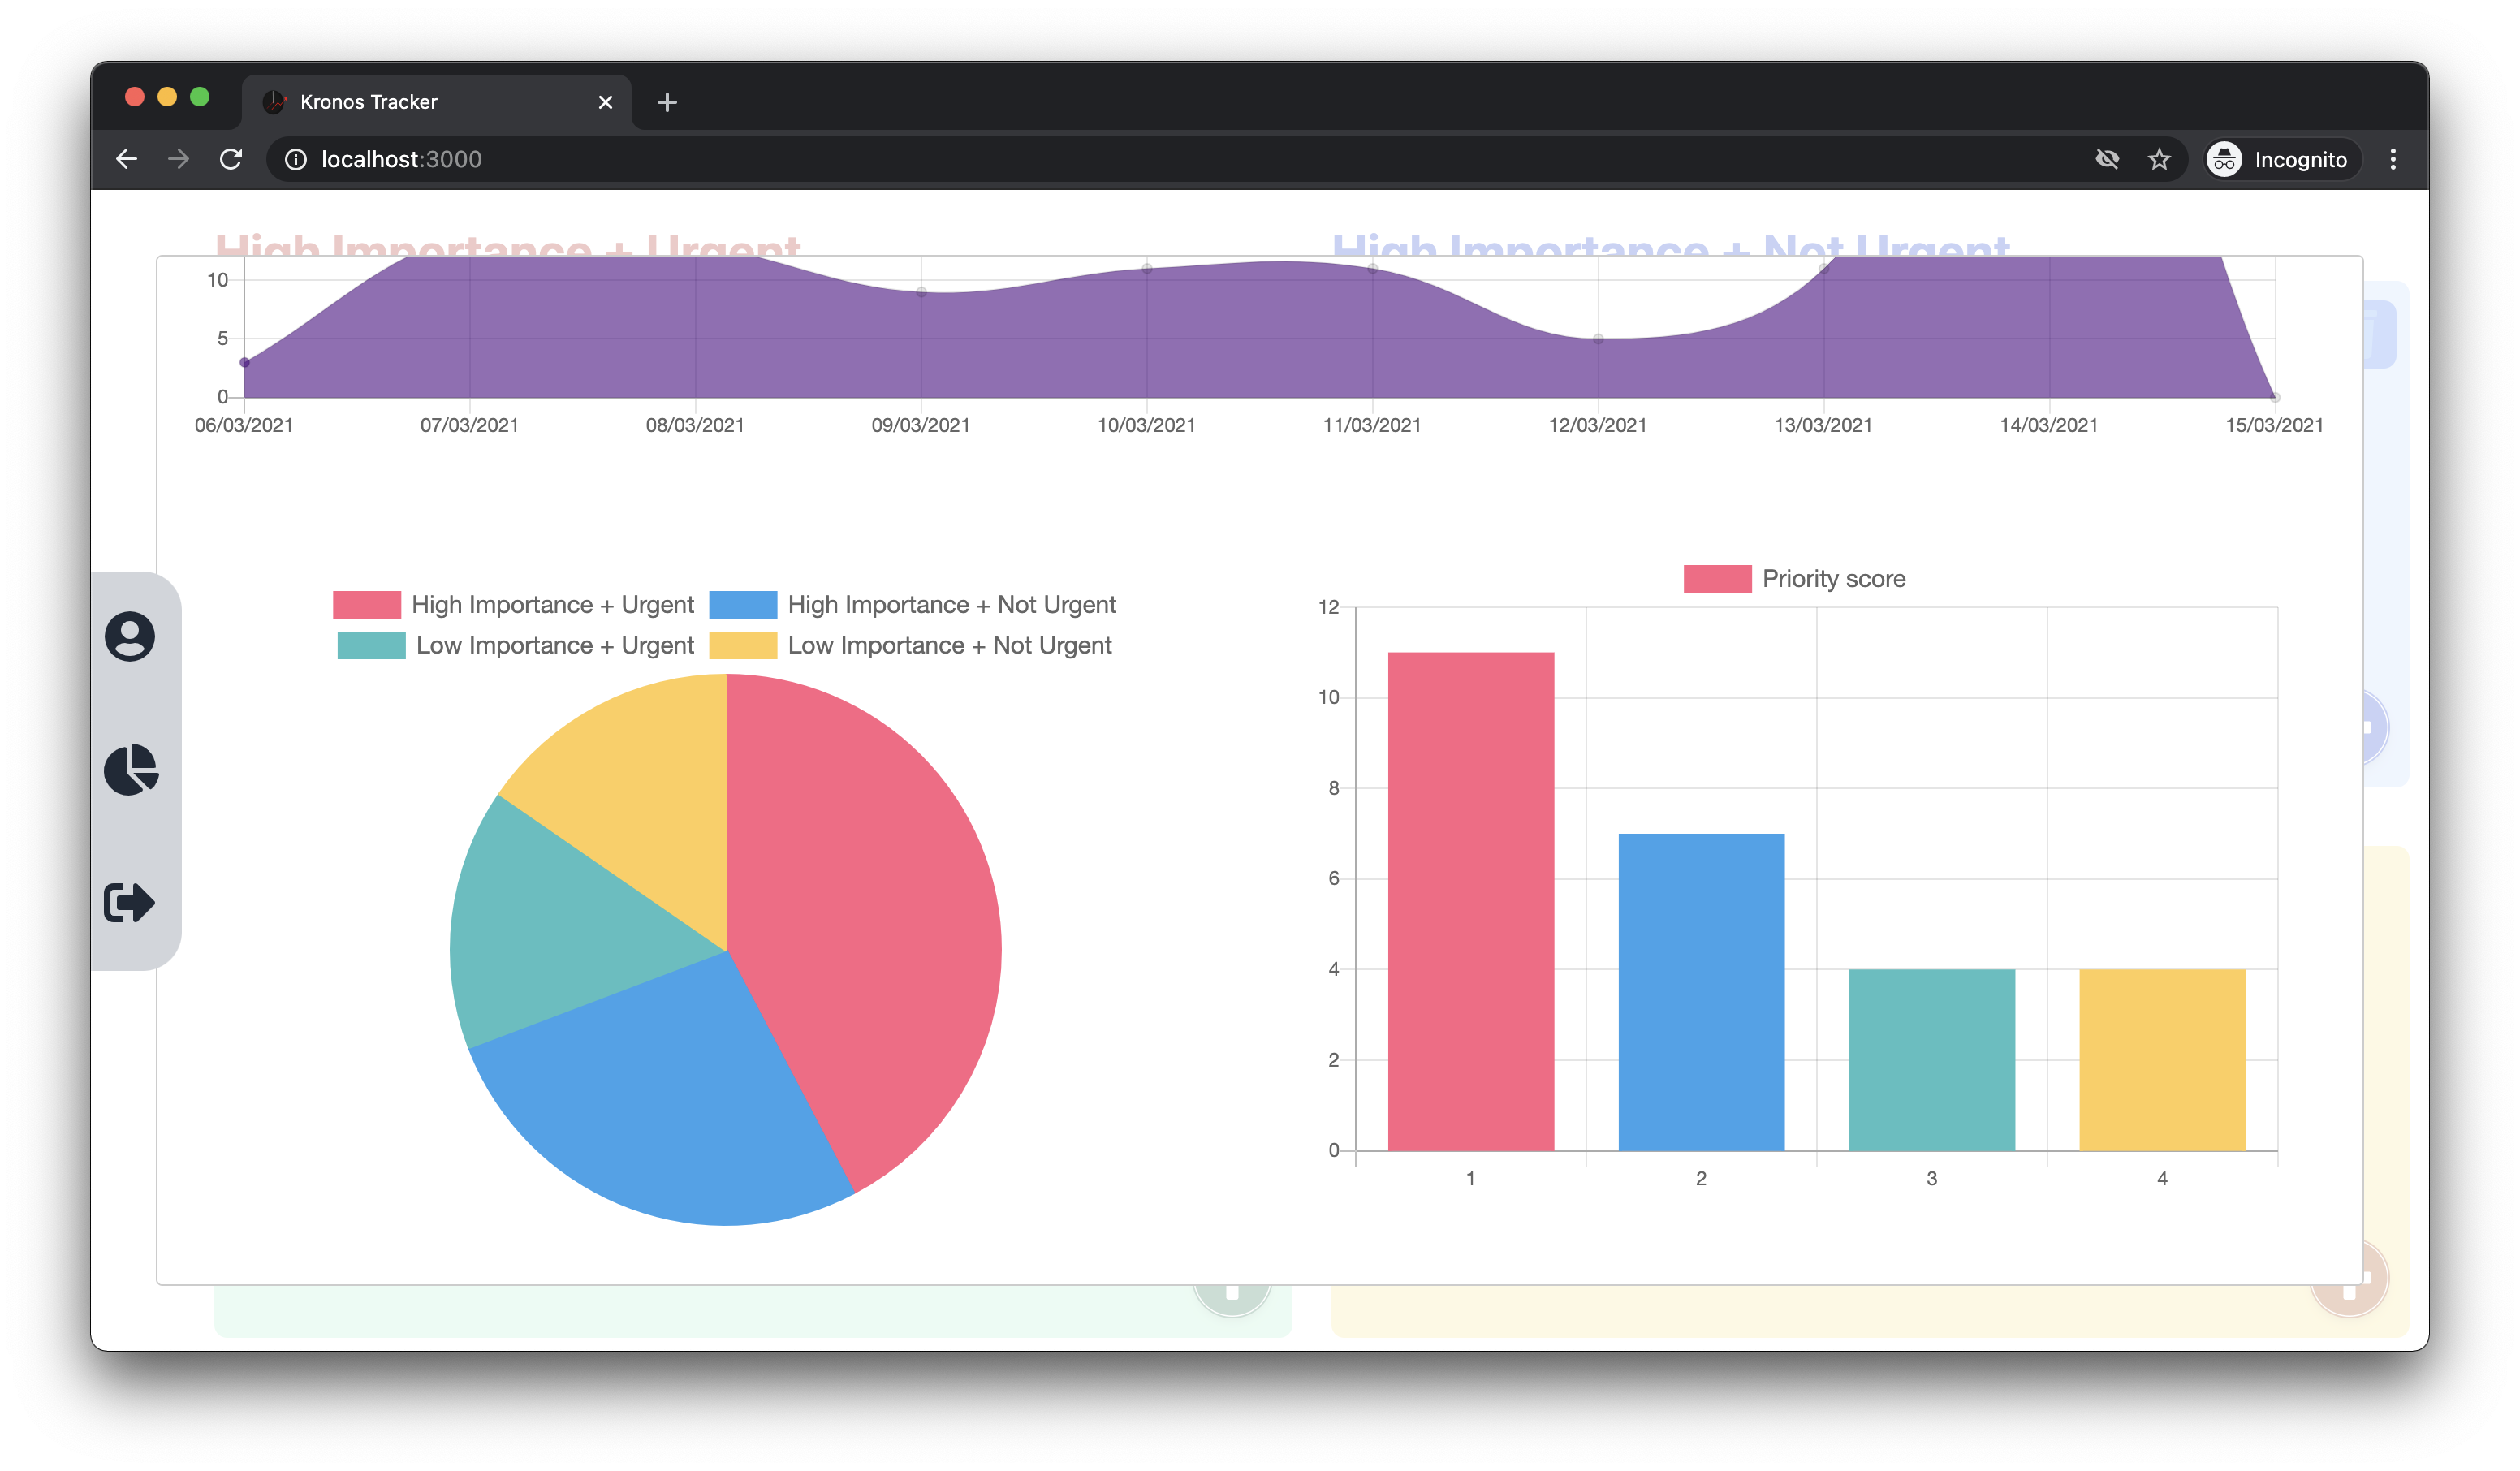 Kronos Tracker
localhost:3000
Incognito
High Importance + Urgent
High Importance + Not Urgent
10
5
0
06/03/2021 07/03/2021 08/03/2021 09/03/2021 10/03/2021 11/03/2021 12/03/2021 13/03/2021 14/03/2021 15/03/2021
High Importance + Urgent High Importance + Not Urgent
Low Importance + Urgent Low Importance + Not Urgent
Priority score
12
10
8
6
4
2
0
1 2 3 4